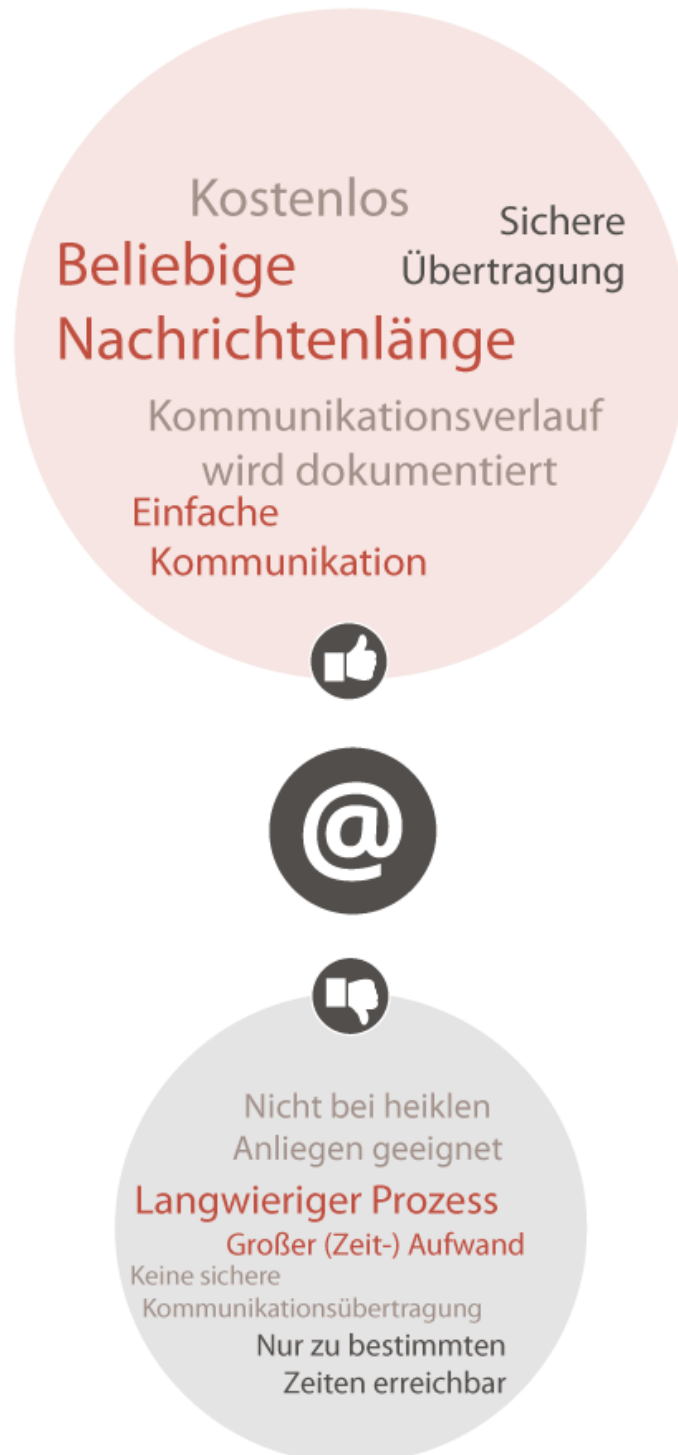 Kostenlos
Sichere
Übertragung
Beliebige
Nachrichtenlänge
Kommunikationsverlauf
wird dokumentiert
Einfache
Kommunikation
@
Nicht bei heiklen
Anliegen geeignet
Langwieriger Prozess
Großer (Zeit-) Aufwand
Keine sichere
Kommunikationsübertragung
Nur zu bestimmten
Zeiten erreichbar